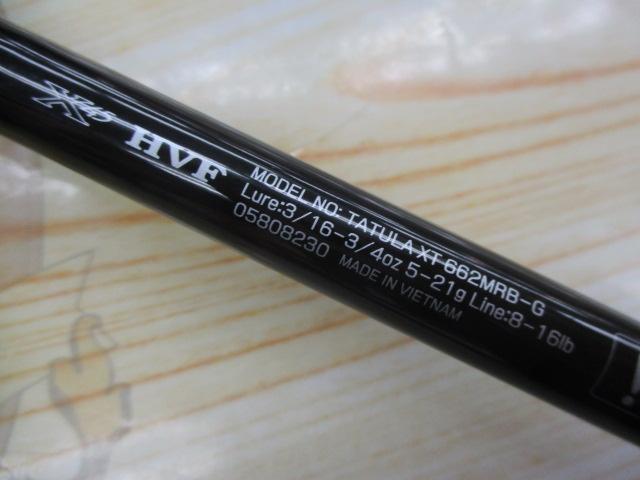 X45 HVF
MODEL NO: TATULA XT 662MRB-G
Lure:3/16-3/4oz 5-21g Line:8-16lb
05808230 MADE IN VIETNAM